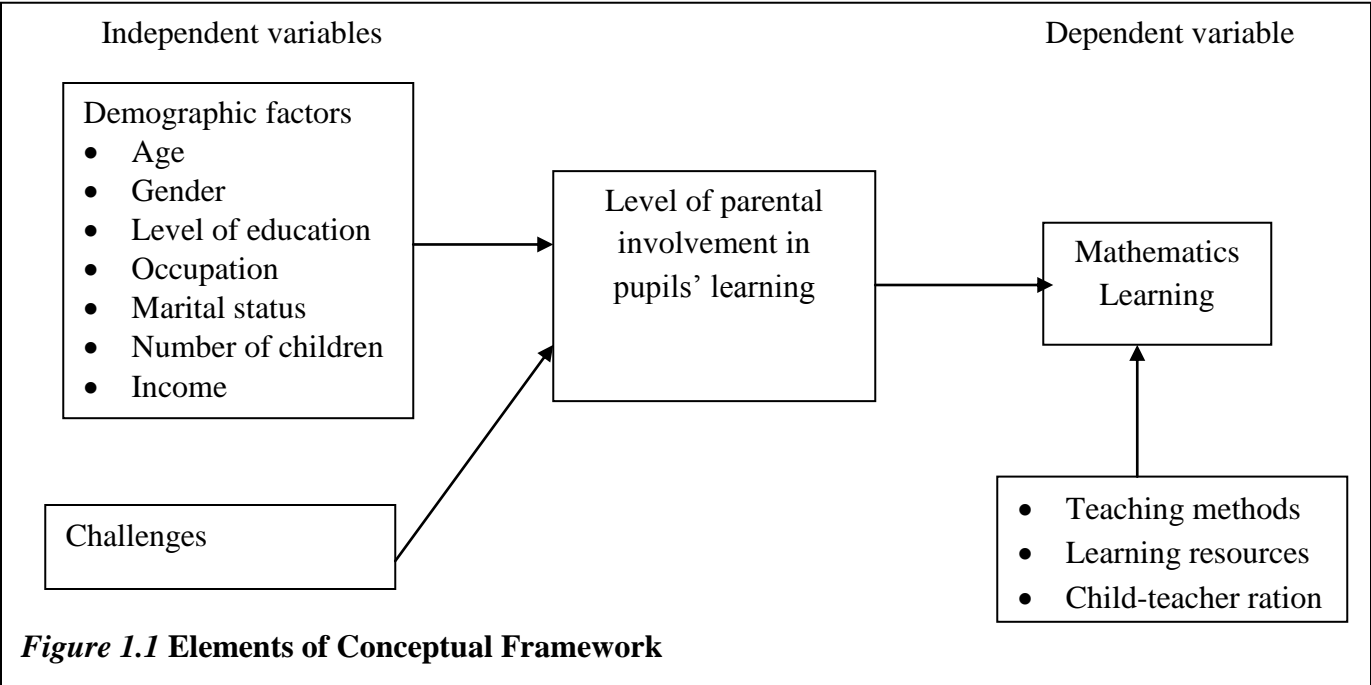 Independent variables
Dependent variable
Demographic factors
• Age
• Gender
• Level of education
• Occupation
• Marital status
• Number of children
• Income
Level of parental
involvement in
pupils’ learning
Mathematics
Learning
Challenges
• Teaching methods
• Learning resources
• Child-teacher ration
Figure 1.1 Elements of Conceptual Framework